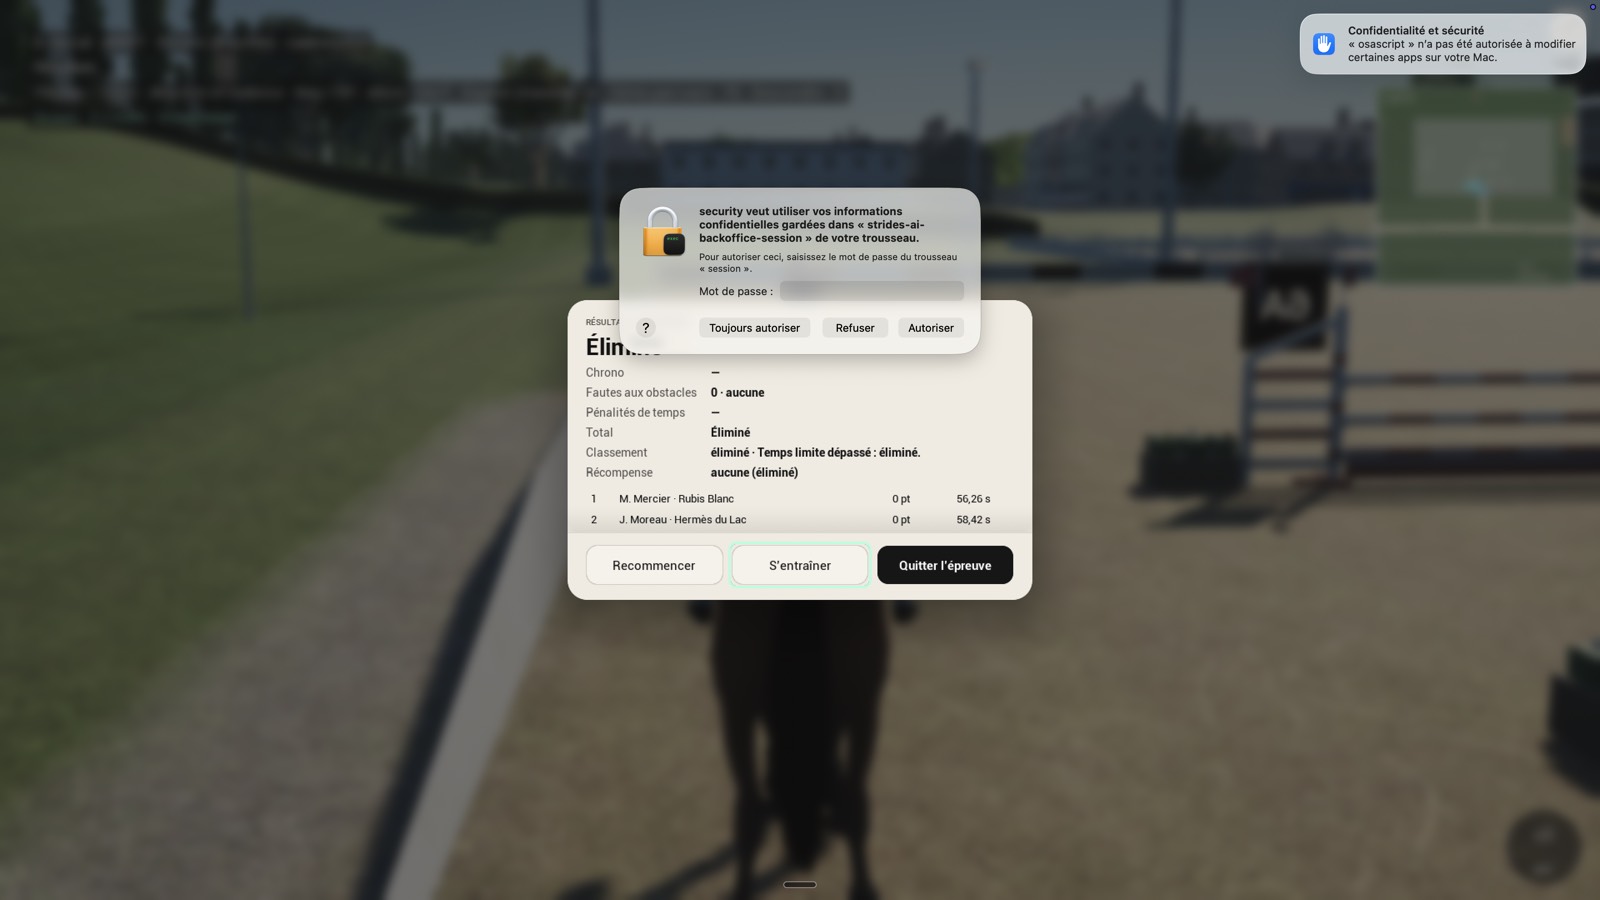 Confidentialité et sécurité
« osascript » n'a pas été autorisée à modifier
certaines apps sur votre Mac.
security veut utiliser vos informations
confidentielles gardées dans « strides-ai-
backoffice-session » de votre trousseau.
Pour autoriser ceci, saisissez le mot de passe du trousseau
« session ».
Mot de passe :
?
Toujours autoriser
Refuser
Autoriser
Chrono –
Fautes aux obstacles 0 · aucune
Pénalités de temps –
Total Éliminé
Classement éliminé · Temps limite dépassé : éliminé.
Récompense aucune (éliminé)
1 M. Mercier · Rubis Blanc 0 pt 56,26 s
2 J. Moreau · Hermès du Lac 0 pt 58,42 s
Recommencer
S'entraîner
Quitter l'épreuve